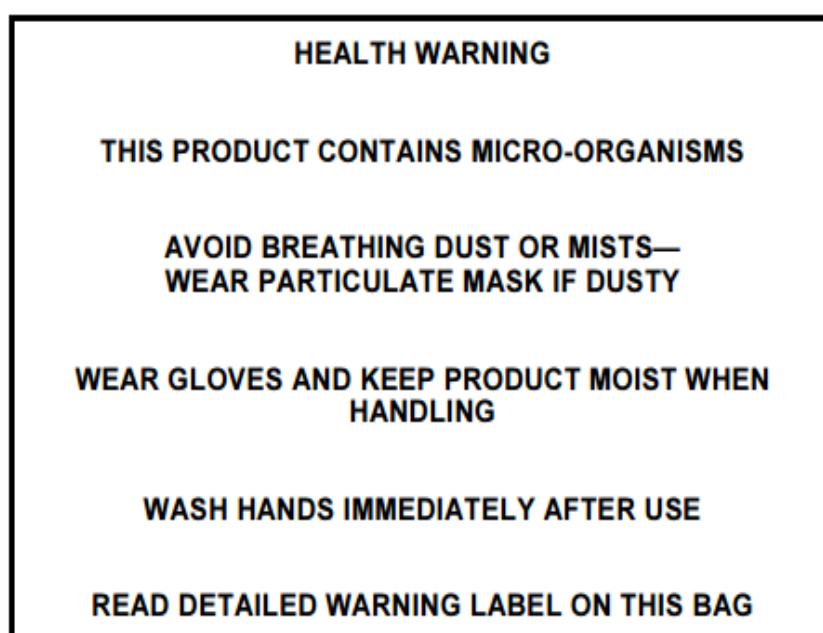 HEALTH WARNING
THIS PRODUCT CONTAINS MICRO-ORGANISMS
AVOID BREATHING DUST OR MISTS—
WEAR PARTICULATE MASK IF DUSTY
WEAR GLOVES AND KEEP PRODUCT MOIST WHEN
HANDLING
WASH HANDS IMMEDIATELY AFTER USE
READ DETAILED WARNING LABEL ON THIS BAG